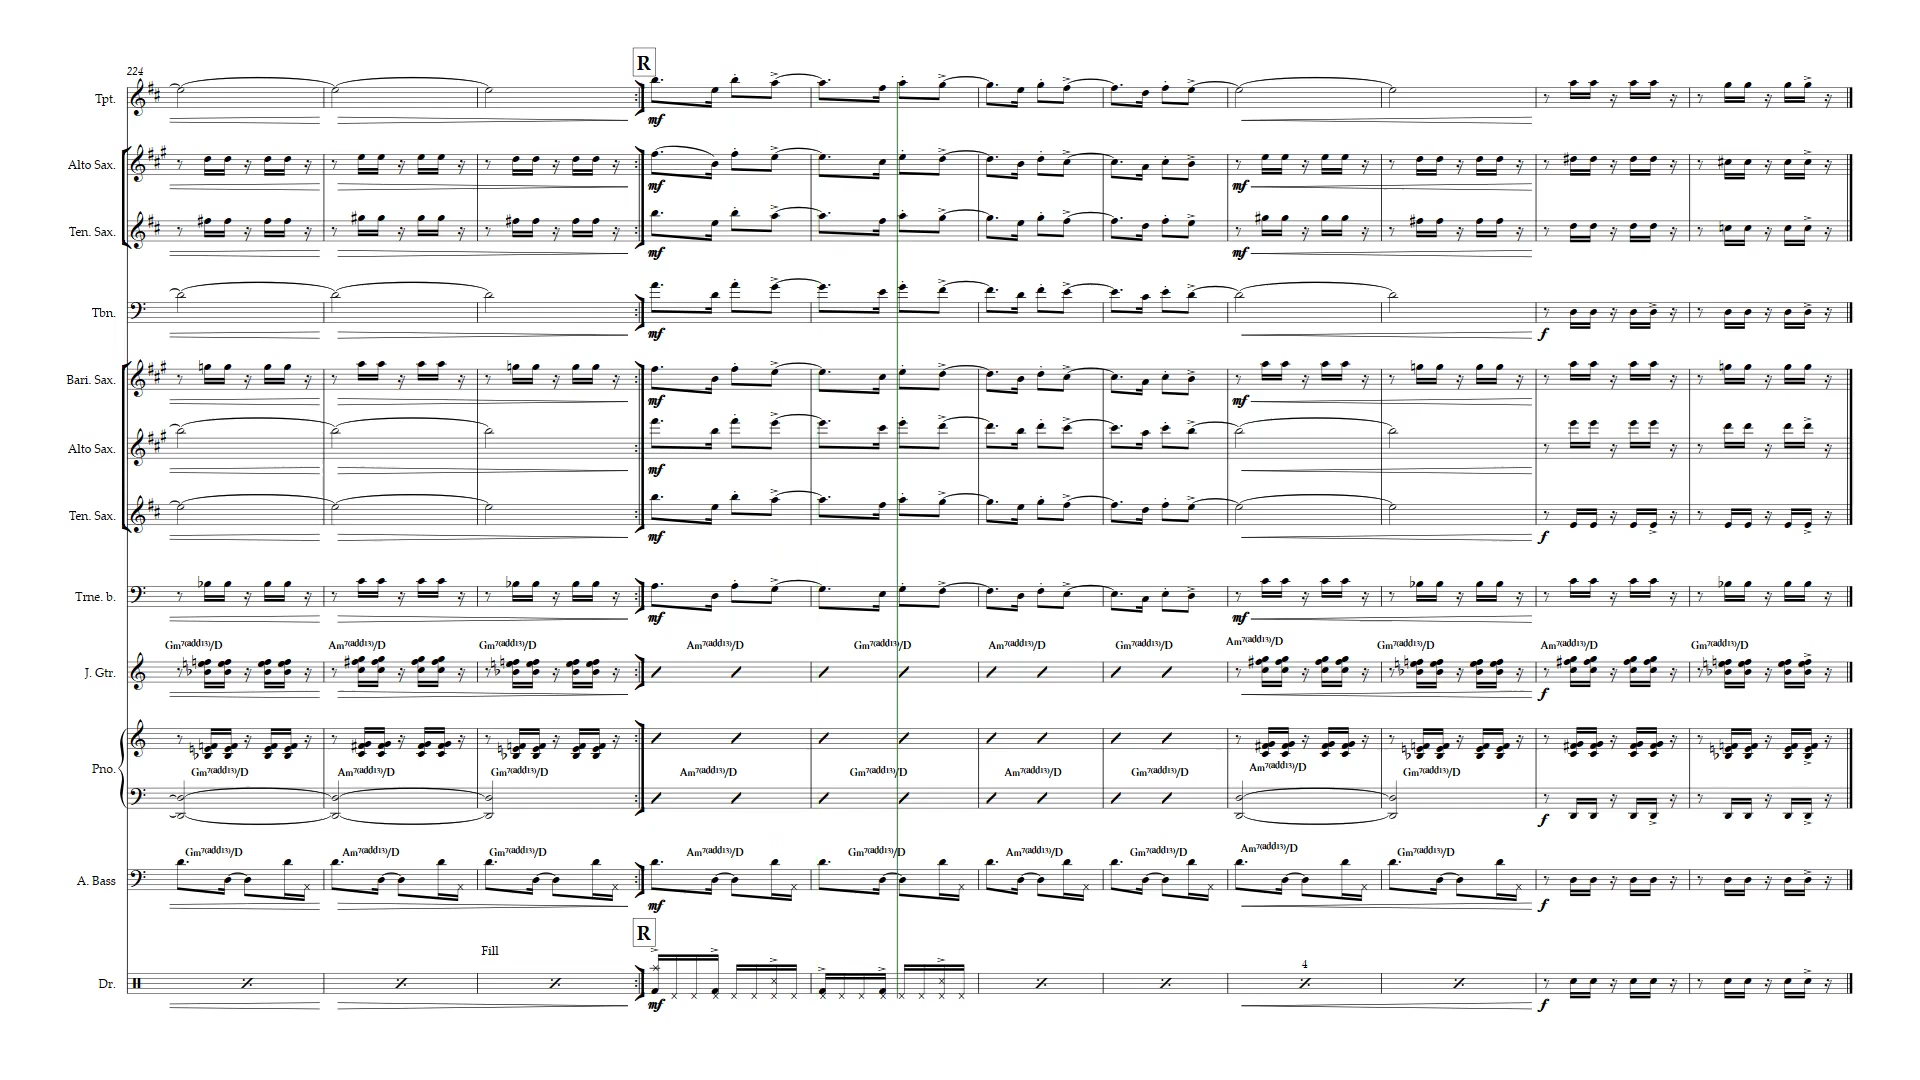 R
224
Tpt.
mf
Alto Sax.
mf mf
Ten. Sax.
mf mf
Tbn.
mf f
Bari. Sax.
mf mf
Alto Sax.
mf
Ten. Sax.
mf f
Trne. b.
mf mf
Gm7(add13)/D Am7(add13)/D Gm7(add13)/D Am7(add13)/D Gm7(add13)/D Am7(add13)/D Gm7(add13)/D Am7(add13)/D Gm7(add13)/D Am7(add13)/D Gm7(add13)/D
J. Gtr.
f
Pno.
Gm7(add13)/D Am7(add13)/D Gm7(add13)/D Am7(add13)/D Gm7(add13)/D Am7(add13)/D Gm7(add13)/D Am7(add13)/D Gm7(add13)/D
f
Gm7(add13)/D Am7(add13)/D Gm7(add13)/D Am7(add13)/D Gm7(add13)/D Am7(add13)/D Gm7(add13)/D Am7(add13)/D Gm7(add13)/D
A. Bass
mf f
R
Fill
4
Dr.
mf f